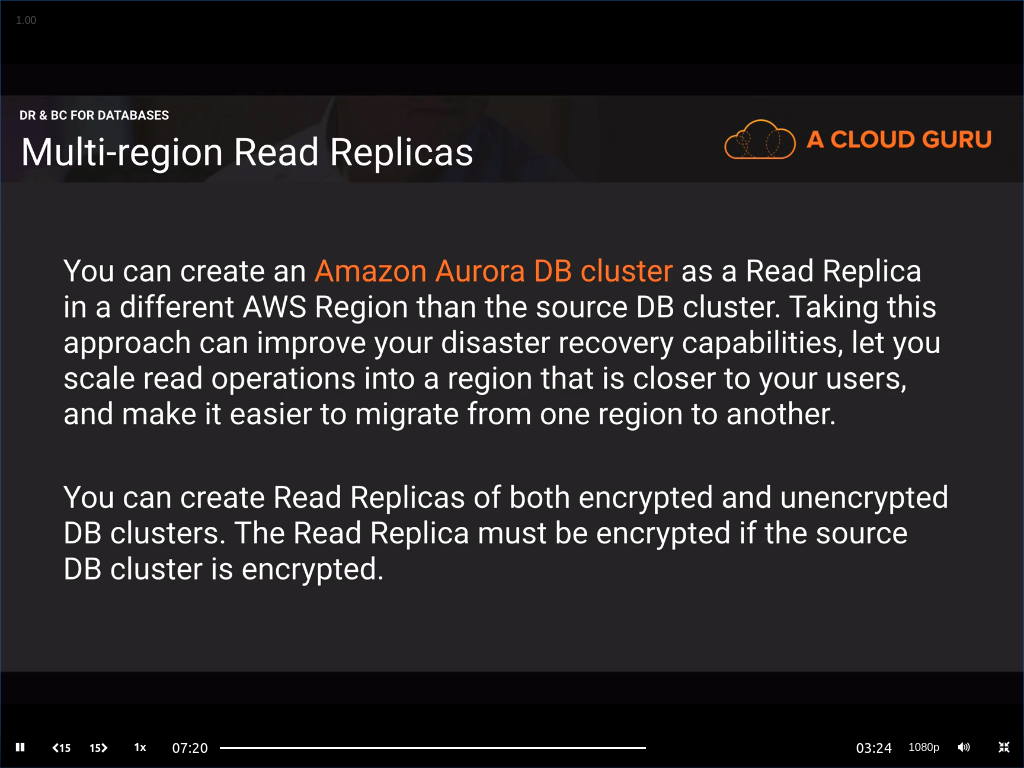 1.00
DR & BC FOR DATABASES
Multi-region Read Replicas
A CLOUD GURU
You can create an Amazon Aurora DB cluster as a Read Replica
in a different AWS Region than the source DB cluster. Taking this
approach can improve your disaster recovery capabilities, let you
scale read operations into a region that is closer to your users,
and make it easier to migrate from one region to another.
You can create Read Replicas of both encrypted and unencrypted
DB clusters. The Read Replica must be encrypted if the source
DB cluster is encrypted.
15 15 1x 07:20 03:24 1080p